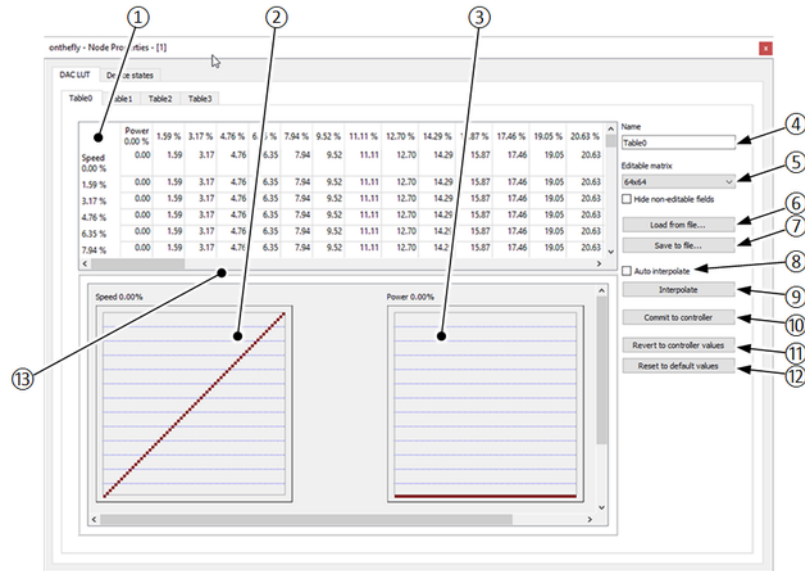 ① ② ③
onthefly - Node Properties - [1]
DAC LUT
Table0 Table2 Table3
Power
0.00 % 1.59 % 3.17 % 4.76 % 7.94 % 9.52 % 11.11 % 12.70 % 14.29 % 17.46 % 19.05 % 20.63 %
Speed
0.00 % 0.00 1.59 3.17 4.76 6.35 7.94 9.52 11.11 12.70 14.29 15.87 17.46 19.05 20.63
1.59 % 0.00 1.59 3.17 4.76 6.35 7.94 9.52 11.11 12.70 14.29 15.87 17.46 19.05 20.63
3.17 % 0.00 1.59 3.17 4.76 6.35 7.94 9.52 11.11 12.70 14.29 15.87 17.46 19.05 20.63
4.76 % 0.00 1.59 3.17 4.76 6.35 7.94 9.52 11.11 12.70 15.87 17.46 19.05 20.63
6.35 % 0.00 1.59 3.17 4.76 6.35 7.94 9.52 11.11 12.70 15.87 17.46 19.05 20.63
7.94 % 0.00 1.59 3.17 6.35 7.94 9.52 11.11 12.70 15.87 17.46 19.05 20.63
Speed 0.00%
Power 0.00%
Name
Table0
④
Editable matrix
64x64
⑤
Hide non-editable fields
Load from file...
⑥
Save to file...
⑦
Auto interpolate
⑧
Interpolate
⑨
Commit to controller
⑩
Revert to controller values
⑪
Reset to default values
⑫
⑬